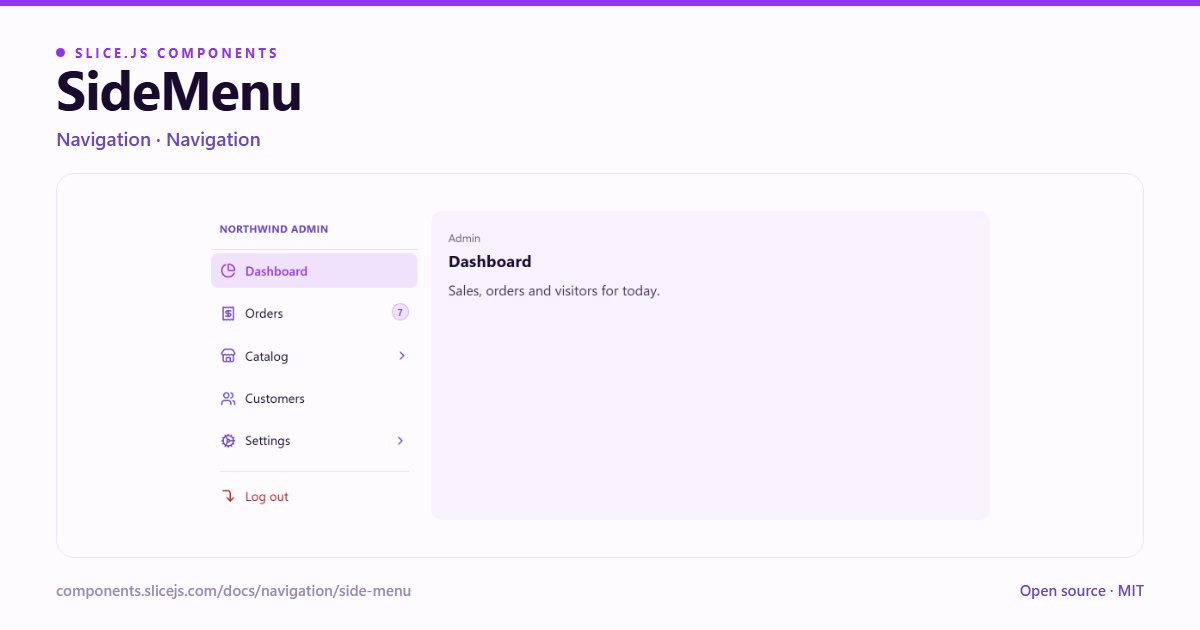 SLICE.JS COMPONENTS
SideMenu
Navigation · Navigation
NORTHWIND ADMIN
Dashboard
Orders 7
Catalog
Customers
Settings
Log out
Admin
Dashboard
Sales, orders and visitors for today.
components.slicejs.com/docs/navigation/side-menu
Open source · MIT